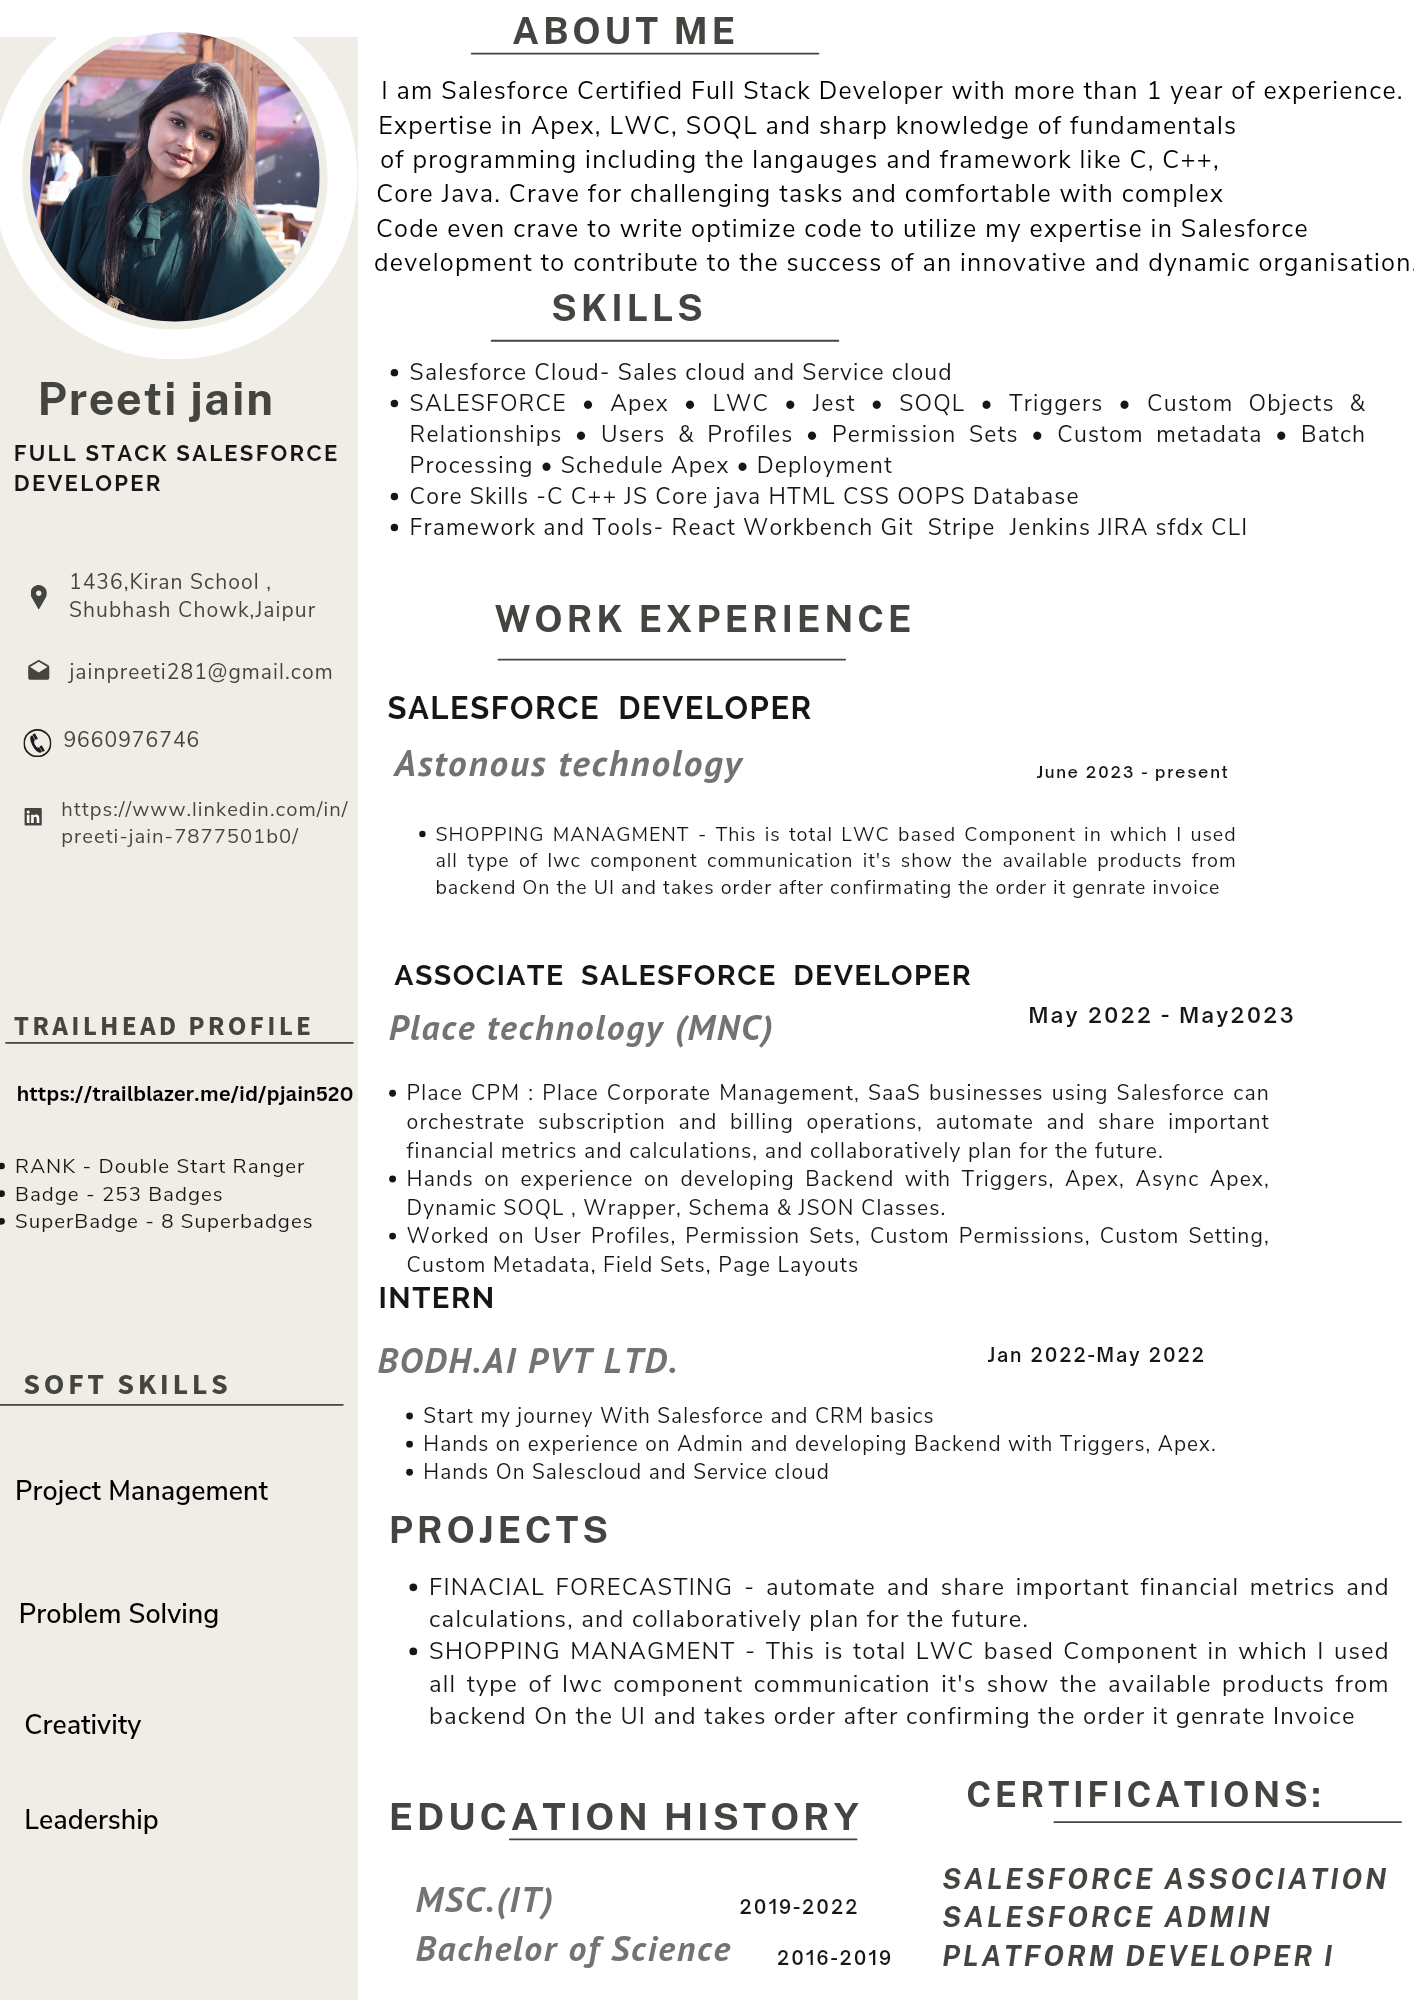 Preeti jain
FULL STACK SALESFORCE
DEVELOPER
1436,Kiran School ,
Shubhash Chowk,Jaipur
jainpreeti281@gmail.com
9660976746
https://www.linkedin.com/in/
preeti-jain-7877501b0/
TRAILHEAD PROFILE
https://trailblazer.me/id/pjain520
• RANK - Double Start Ranger
• Badge - 253 Badges
• SuperBadge - 8 Superbadges
SOFT SKILLS
Project Management
Problem Solving
Creativity
Leadership
ABOUT ME
I am Salesforce Certified Full Stack Developer with more than 1 year of experience.
Expertise in Apex, LWC, SOQL and sharp knowledge of fundamentals
of programming including the langauges and framework like C, C++,
Core Java. Crave for challenging tasks and comfortable with complex
Code even crave to write optimize code to utilize my expertise in Salesforce
development to contribute to the success of an innovative and dynamic organisation.
SKILLS
• Salesforce Cloud- Sales cloud and Service cloud
• SALESFORCE • Apex • LWC • Jest • SOQL • Triggers • Custom Objects &
Relationships • Users & Profiles • Permission Sets • Custom metadata • Batch
Processing • Schedule Apex • Deployment
• Core Skills -C C++ JS Core java HTML CSS OOPS Database
• Framework and Tools- React Workbench Git Stripe Jenkins JIRA sfdx CLI
WORK EXPERIENCE
SALESFORCE DEVELOPER
Astonous technology
June 2023 - present
• SHOPPING MANAGMENT - This is total LWC based Component in which I used
all type of lwc component communication it's show the available products from
backend On the UI and takes order after confirmating the order it genrate invoice
ASSOCIATE SALESFORCE DEVELOPER
Place technology (MNC)
May 2022 - May2023
• Place CPM : Place Corporate Management, SaaS businesses using Salesforce can
orchestrate subscription and billing operations, automate and share important
financial metrics and calculations, and collaboratively plan for the future.
• Hands on experience on developing Backend with Triggers, Apex, Async Apex,
Dynamic SOQL , Wrapper, Schema & JSON Classes.
• Worked on User Profiles, Permission Sets, Custom Permissions, Custom Setting,
Custom Metadata, Field Sets, Page Layouts
INTERN
BODH.AI PVT LTD.
Jan 2022-May 2022
• Start my journey With Salesforce and CRM basics
• Hands on experience on Admin and developing Backend with Triggers, Apex.
• Hands On Salescloud and Service cloud
PROJECTS
• FINACIAL FORECASTING - automate and share important financial metrics and
calculations, and collaboratively plan for the future.
• SHOPPING MANAGMENT - This is total LWC based Component in which I used
all type of lwc component communication it's show the available products from
backend On the UI and takes order after confirming the order it genrate Invoice
EDUCATION HISTORY
MSC.(IT)
2019-2022
Bachelor of Science
2016-2019
CERTIFICATIONS:
SALESFORCE ASSOCIATION
SALESFORCE ADMIN
PLATFORM DEVELOPER I